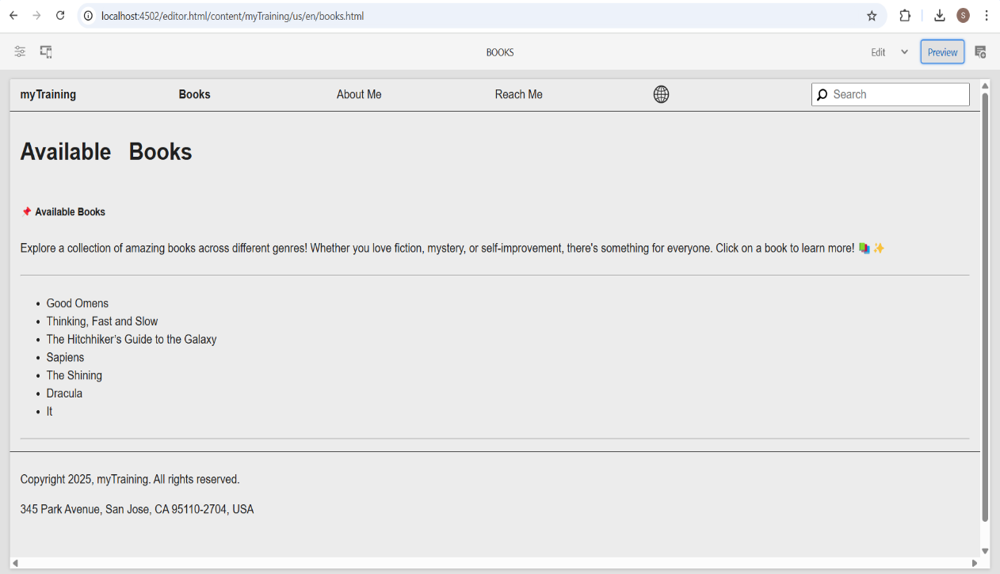 localhost:4502/editor.html/content/myTraining/us/en/books.html
S
BOOKS
Edit
Preview
myTraining Books About Me Reach Me Search
Available Books
📌 Available Books
Explore a collection of amazing books across different genres! Whether you love fiction, mystery, or self-improvement, there's something for everyone. Click on a book to learn more! 📚✨
• Good Omens
• Thinking, Fast and Slow
• The Hitchhiker’s Guide to the Galaxy
• Sapiens
• The Shining
• Dracula
• It
Copyright 2025, myTraining. All rights reserved.
345 Park Avenue, San Jose, CA 95110-2704, USA